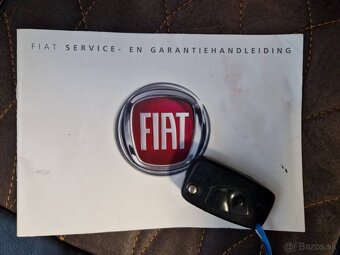 FIAT SERVICE- EN GARANTIEHANDLEIDING
FIAT
Bazos.sk